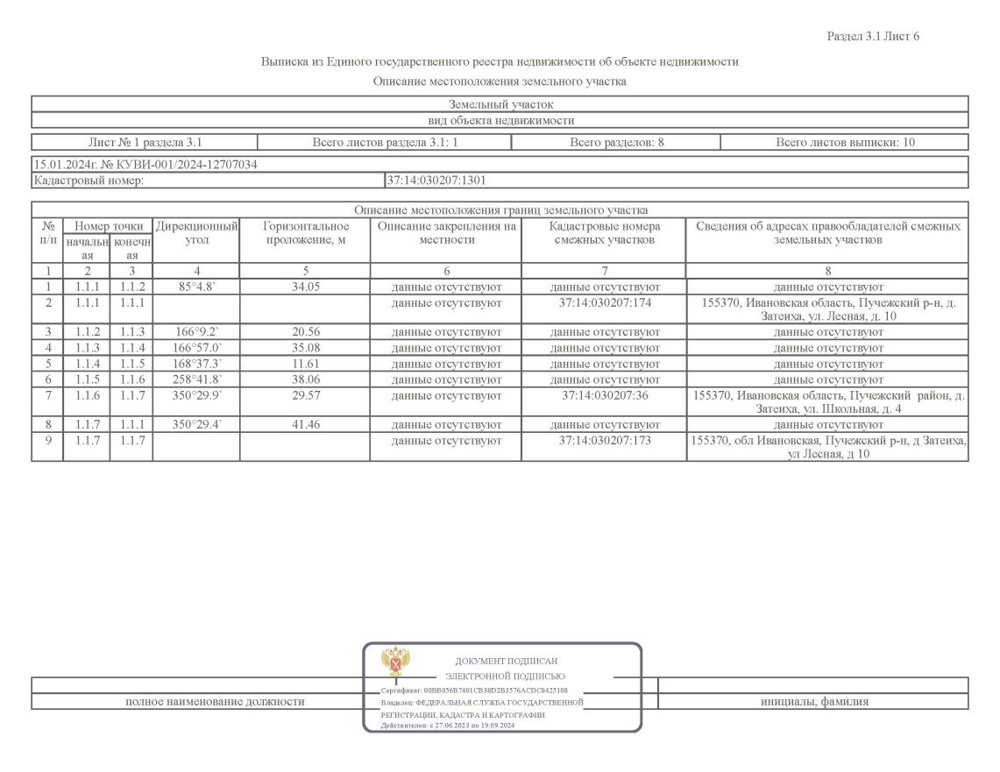 Раздел 3.1 Лист 6
Выписка из Единого государственного реестра недвижимости об объекте недвижимости
Описание местоположения земельного участка
Земельный участок
вид объекта недвижимости
Лист № 1 раздела 3.1 Всего листов раздела 3.1: 1 Всего разделов: 8 Всего листов выписки: 10
15.01.2024г. № КУВИ-001/2024-12707034
Кадастровый номер: 37:14:030207:1301
Описание местоположения границ земельного участка
№ Номер точки Дирекционный Горизонтальное Описание закрепления на Кадастровые номера Сведения об адресах правообладателей смежных
п/п начальн конечн угол проложение, м местности смежных участков земельных участков
ая ая
1 2 3 4 5 6 7 8
1 1.1.1 1.1.2 85°4.8` 34.05 данные отсутствуют данные отсутствуют данные отсутствуют
2 1.1.1 1.1.1 данные отсутствуют 37:14:030207:174 155370, Ивановская область, Пучежский р-н, д.
Затеиха, ул. Лесная, д. 10
3 1.1.2 1.1.3 166°9.2` 20.56 данные отсутствуют данные отсутствуют данные отсутствуют
4 1.1.3 1.1.4 166°57.0` 35.08 данные отсутствуют данные отсутствуют данные отсутствуют
5 1.1.4 1.1.5 168°37.3` 11.61 данные отсутствуют данные отсутствуют данные отсутствуют
6 1.1.5 1.1.6 258°41.8` 38.06 данные отсутствуют данные отсутствуют данные отсутствуют
7 1.1.6 1.1.7 350°29.9` 29.57 данные отсутствуют 37:14:030207:36 155370, Ивановская область, Пучежский район, д.
Затеиха, ул. Школьная, д. 4
8 1.1.7 1.1.1 350°29.4` 41.46 данные отсутствуют данные отсутствуют данные отсутствуют
9 1.1.7 1.1.7 данные отсутствуют 37:14:030207:173 155370, обл Ивановская, Пучежский р-н, д Затеиха,
ул Лесная, д 10
ДОКУМЕНТ ПОДПИСАН
ЭЛЕКТРОННОЙ ПОДПИСЬЮ
Сертификат: 00BB056B7401CB38D2B3576ACDC8425108
Владелец: ФЕДЕРАЛЬНАЯ СЛУЖБА ГОСУДАРСТВЕННОЙ
РЕГИСТРАЦИИ, КАДАСТРА И КАРТОГРАФИИ
Действителен: с 27.06.2023 по 19.09.2024
полное наименование должности инициалы, фамилия